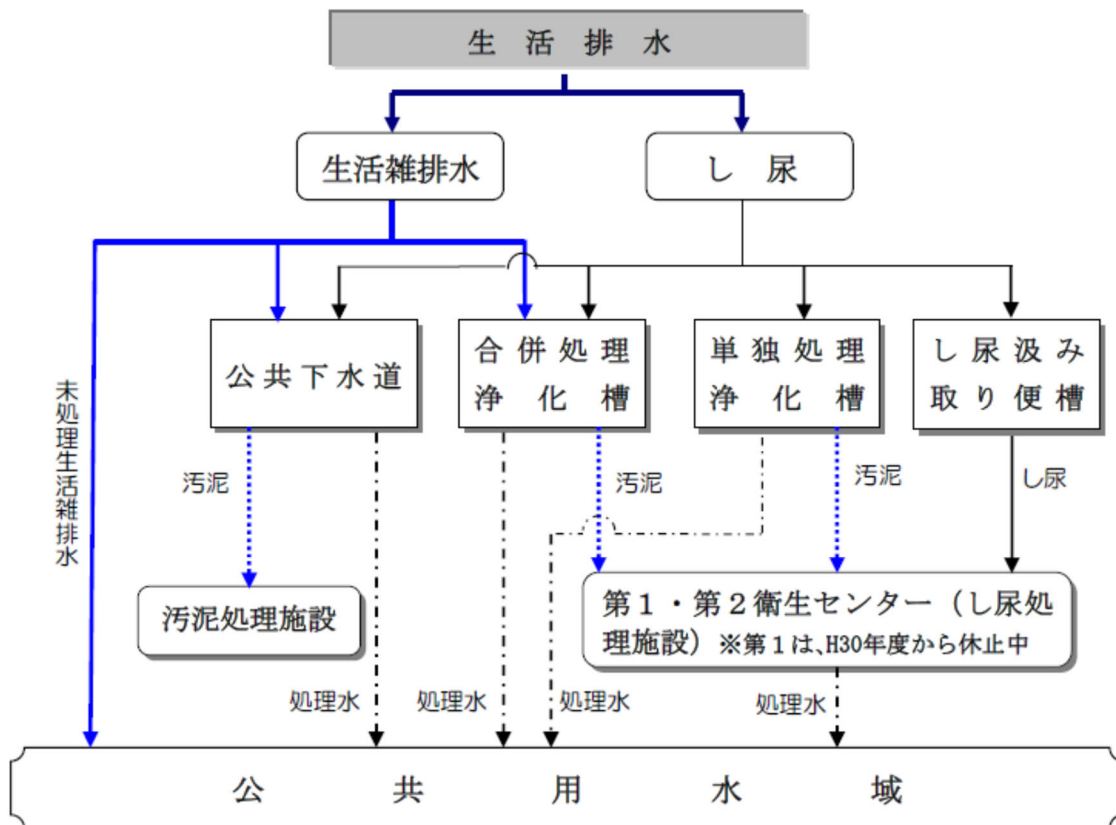 生活排水
生活雑排水
し尿
公共下水道
合併処理
浄化槽
単独処理
浄化槽
し尿汲み
取り便槽
未処理生活雑排水
汚泥
汚泥
汚泥
し尿
汚泥処理施設
第1・第2衛生センター(し尿処
理施設)※第1は、H30年度から休止中
処理水
処理水
処理水
処理水
公共用水域